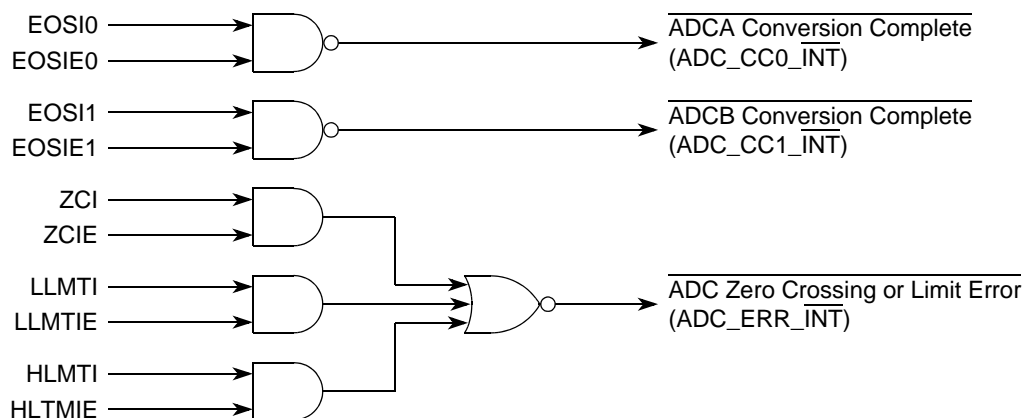 EOSI0
EOSIE0
ADCA Conversion Complete
(ADC_CC0_INT)
EOSI1
EOSIE1
ADCB Conversion Complete
(ADC_CC1_INT)
ZCI
ZCIE
LLMTI
LLMTIE
ADC Zero Crossing or Limit Error
(ADC_ERR_INT)
HLMTI
HLTMIE